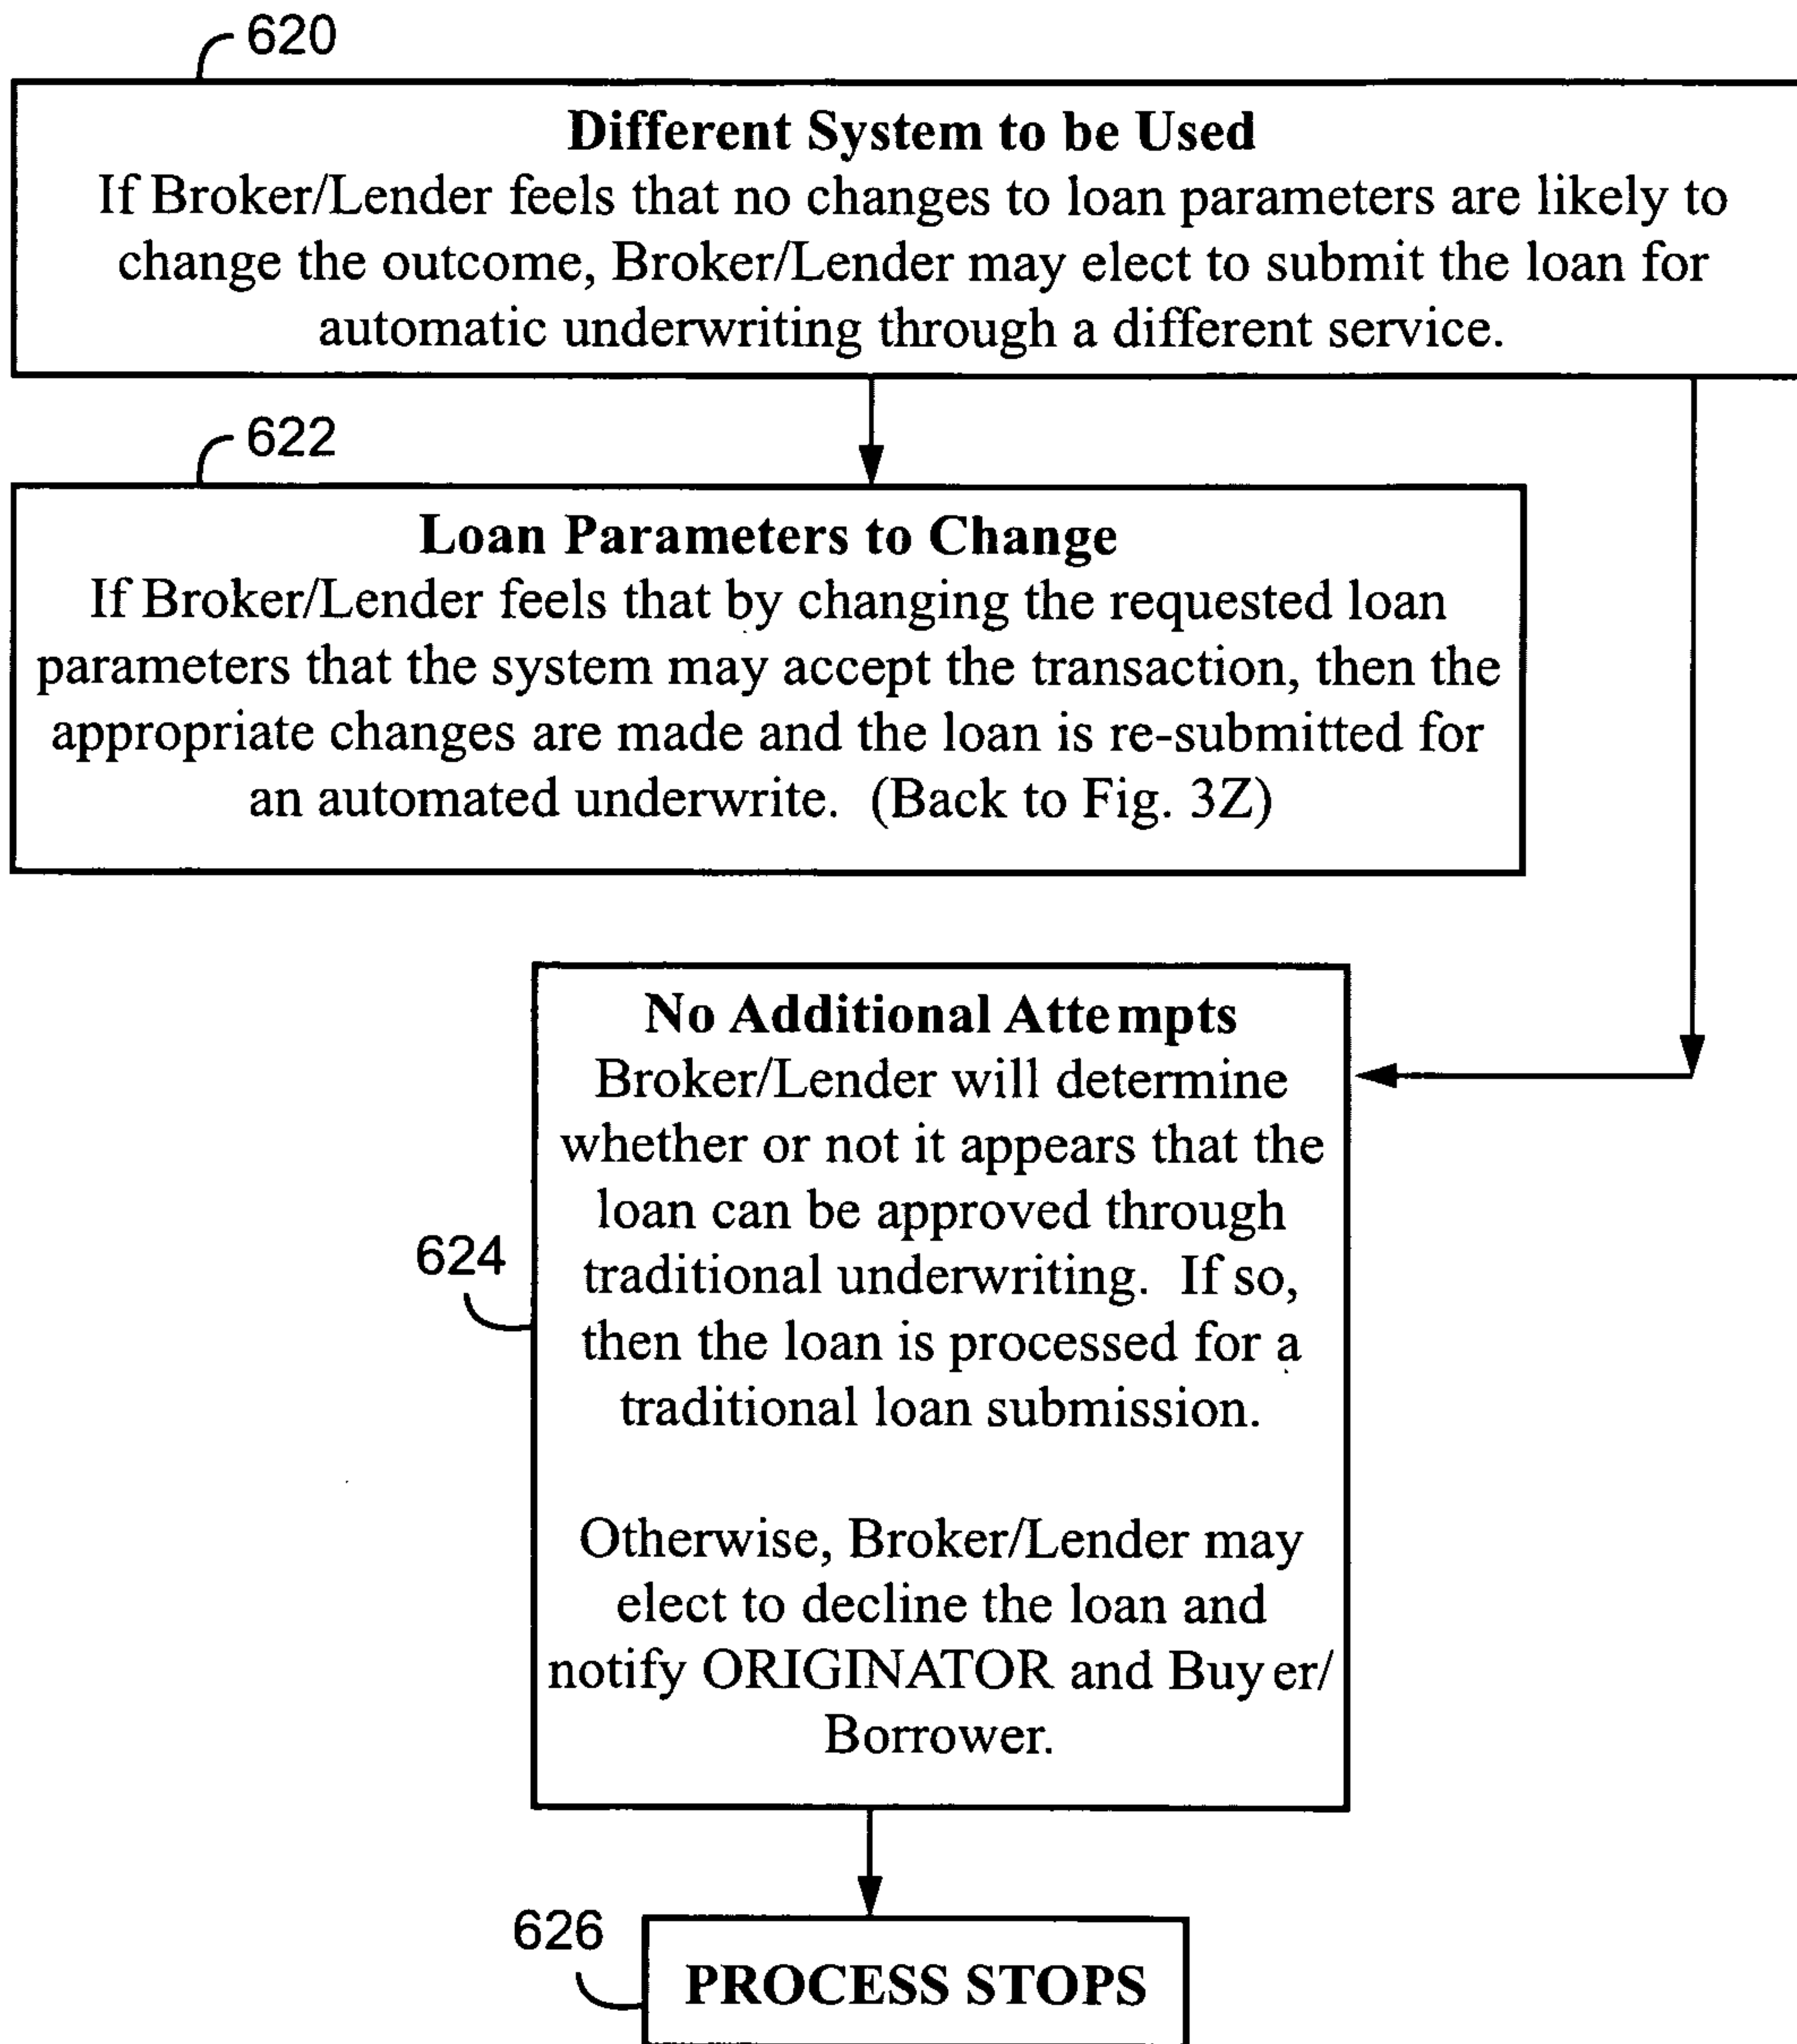 620
Different System to be Used
If Broker/Lender feels that no changes to loan parameters are likely to
change the outcome, Broker/Lender may elect to submit the loan for
automatic underwriting through a different service.
622
Loan Parameters to Change
If Broker/Lender feels that by changing the requested loan
parameters that the system may accept the transaction, then the
appropriate changes are made and the loan is re-submitted for
an automated underwrite.  (Back to Fig. 3Z)
624
No Additional Attempts
Broker/Lender will determine
whether or not it appears that the
loan can be approved through
traditional underwriting.  If so,
then the loan is processed for a
traditional loan submission.
Otherwise, Broker/Lender may
elect to decline the loan and
notify ORIGINATOR and Buyer/
Borrower.
626
PROCESS STOPS